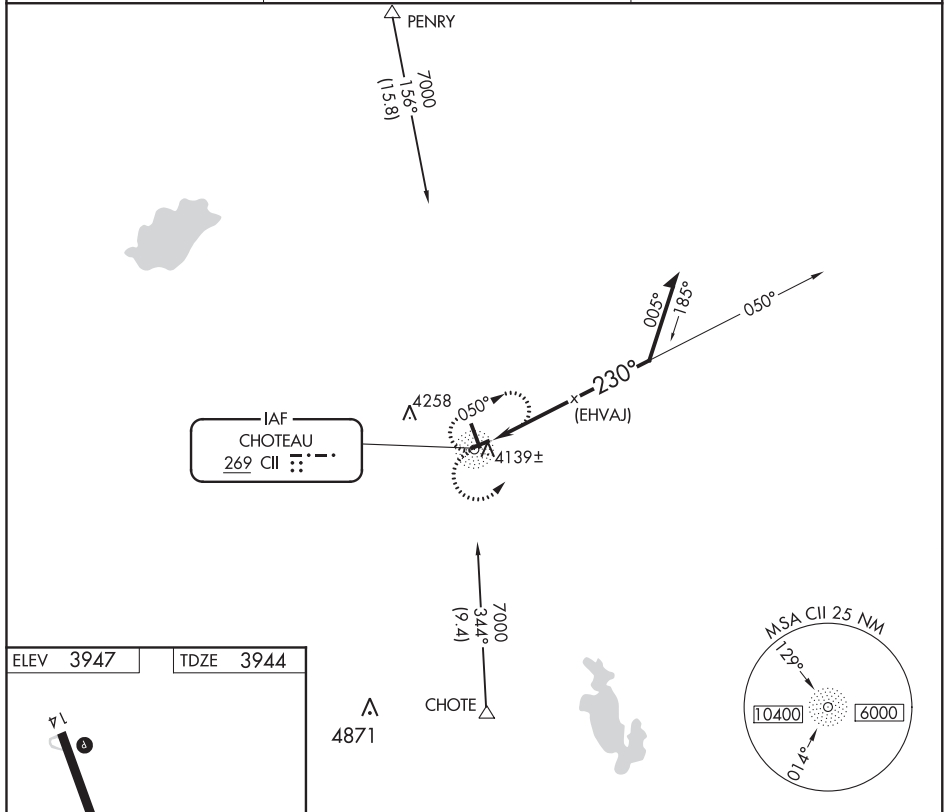 PENRY
7000
156°
(15.8)
005°
185°
050°
230°
(EHVAJ)
4258
050°
4139±
IAF
CHOTEAU
269 CII
7000
344°
(9.4)
CHOTE
4871
MSA CII 25 NM
129°
10400
6000
014°
ELEV 3947
TDZE 3944
14